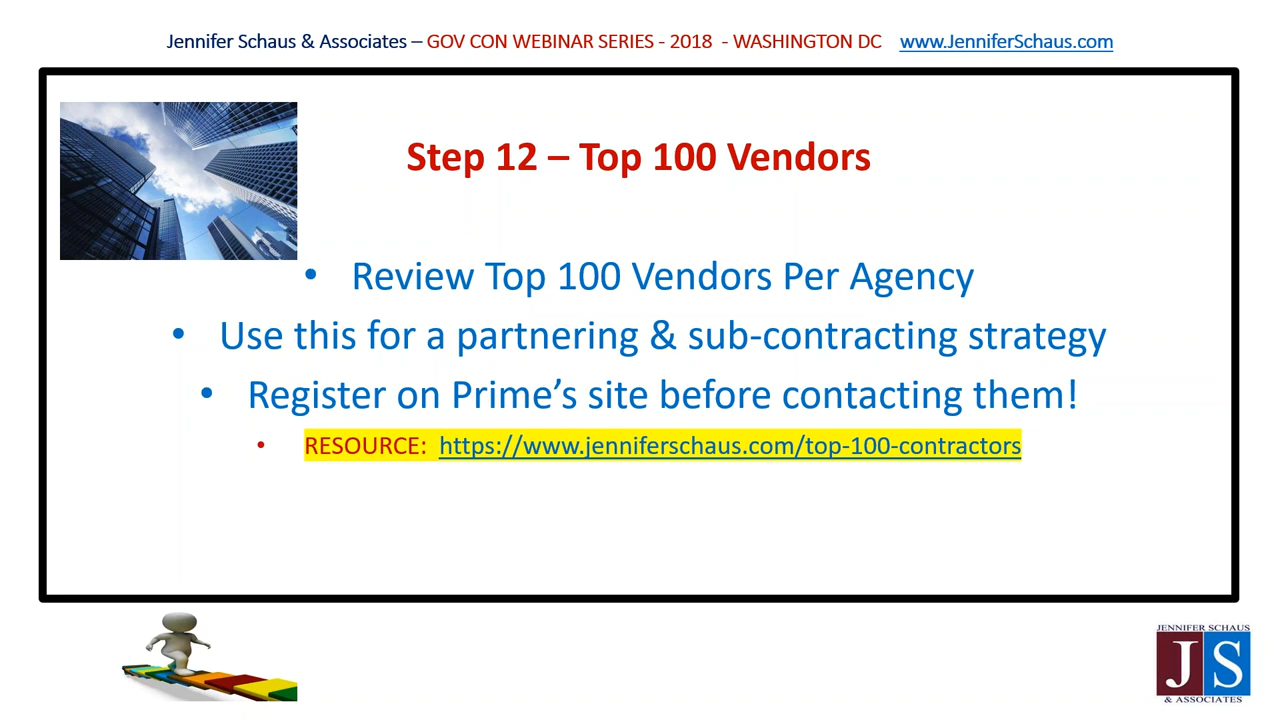 Jennifer Schaus & Associates – GOV CON WEBINAR SERIES - 2018 - WASHINGTON DC www.JenniferSchaus.com
Step 12 – Top 100 Vendors
• Review Top 100 Vendors Per Agency
• Use this for a partnering & sub-contracting strategy
• Register on Prime’s site before contacting them!
• RESOURCE: https://www.jenniferschaus.com/top-100-contractors
JENNIFER SCHAUS
JS
& ASSOCIATES